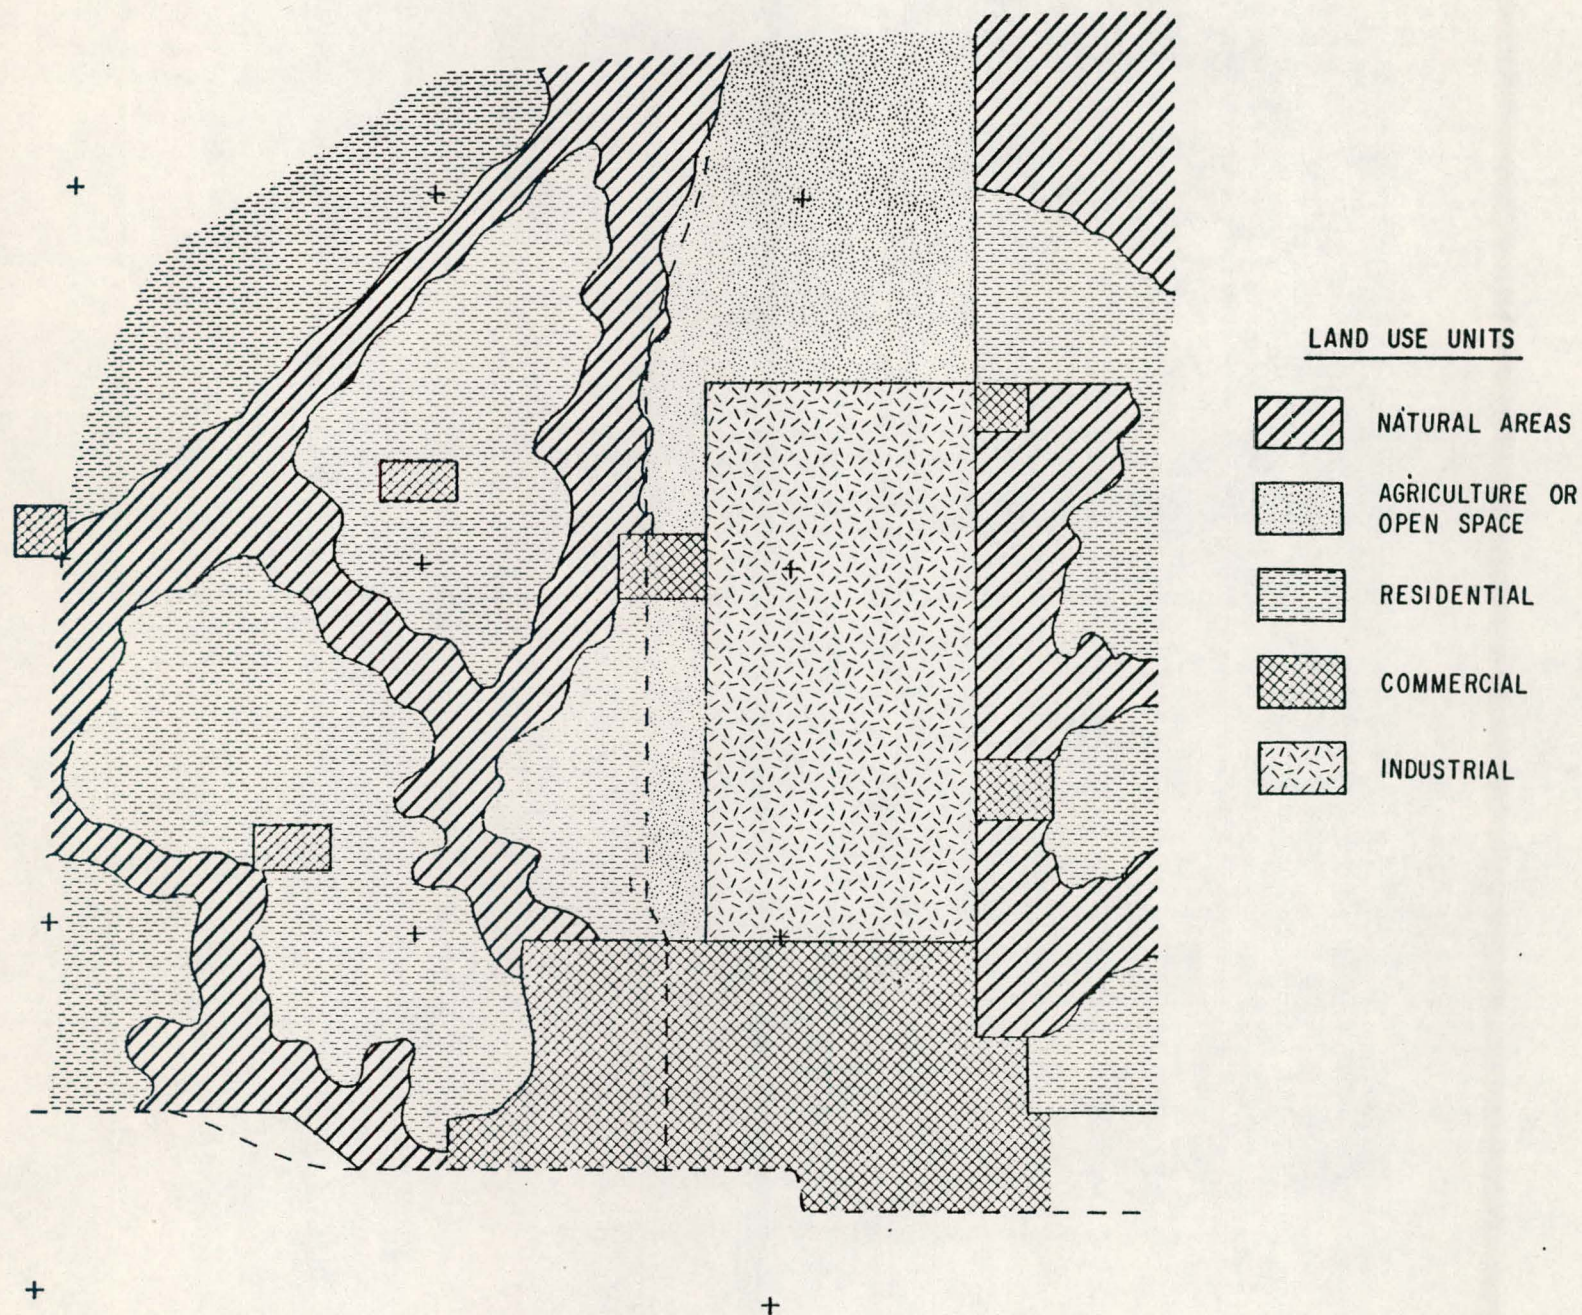 LAND USE UNITS
NATURAL AREAS
AGRICULTURE OR
OPEN SPACE
RESIDENTIAL
COMMERCIAL
INDUSTRIAL